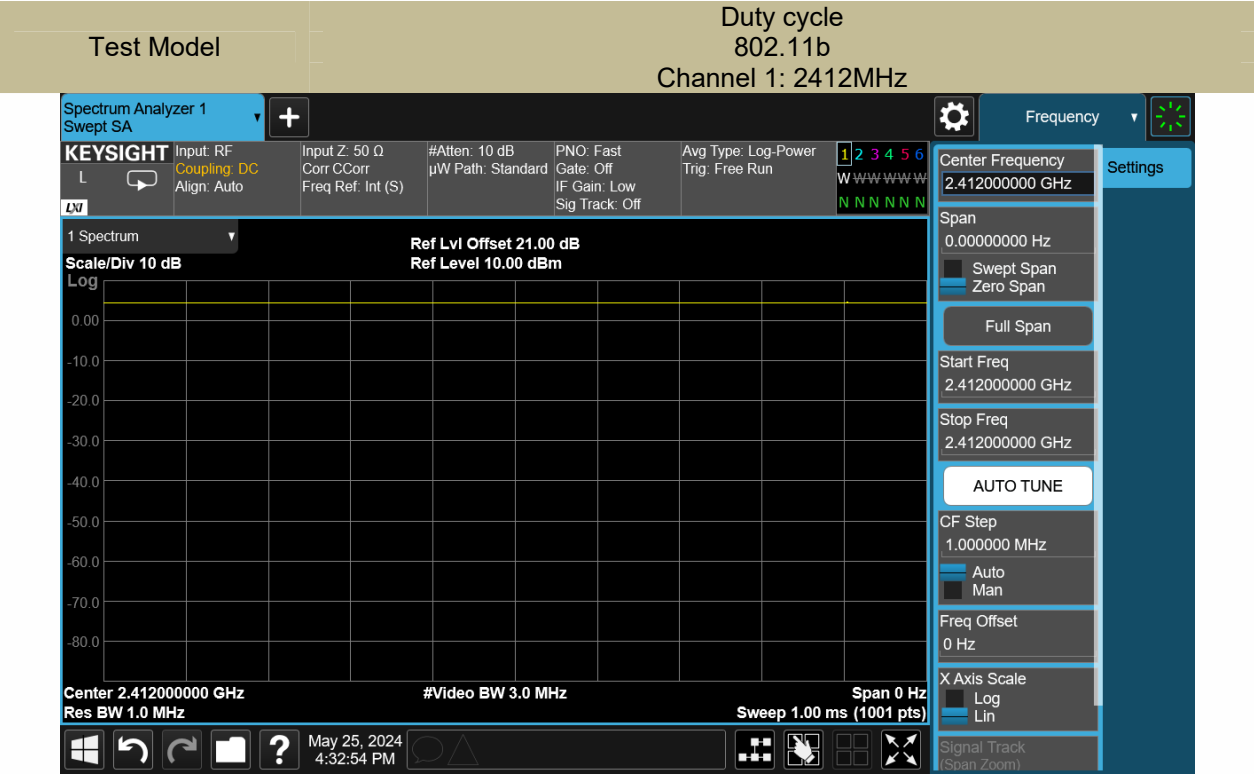 Test Model
Duty cycle
802.11b
Channel 1: 2412MHz
Spectrum Analyzer 1
Swept SA
Frequency
KEYSIGHT
L
LXI
Input: RF
Coupling: DC
Align: Auto
Input Z: 50 Ω
Corr CCorr
Freq Ref: Int (S)
#Atten: 10 dB
µW Path: Standard
PNO: Fast
Gate: Off
IF Gain: Low
Sig Track: Off
Avg Type: Log-Power
Trig: Free Run
1 2 3 4 5 6
W W W W W W
N N N N N N
Center Frequency
2.412000000 GHz
Settings
Span
0.00000000 Hz
Swept Span
Zero Span
Full Span
Start Freq
2.412000000 GHz
Stop Freq
2.412000000 GHz
AUTO TUNE
CF Step
1.000000 MHz
Auto
Man
Freq Offset
0 Hz
X Axis Scale
Log
Lin
Signal Track
(Span Zoom)
1 Spectrum
Scale/Div 10 dB
Log
Ref Lvl Offset 21.00 dB
Ref Level 10.00 dBm
0.00
-10.0
-20.0
-30.0
-40.0
-50.0
-60.0
-70.0
-80.0
Center 2.412000000 GHz
Res BW 1.0 MHz
#Video BW 3.0 MHz
Span 0 Hz
Sweep 1.00 ms (1001 pts)
?
May 25, 2024
4:32:54 PM